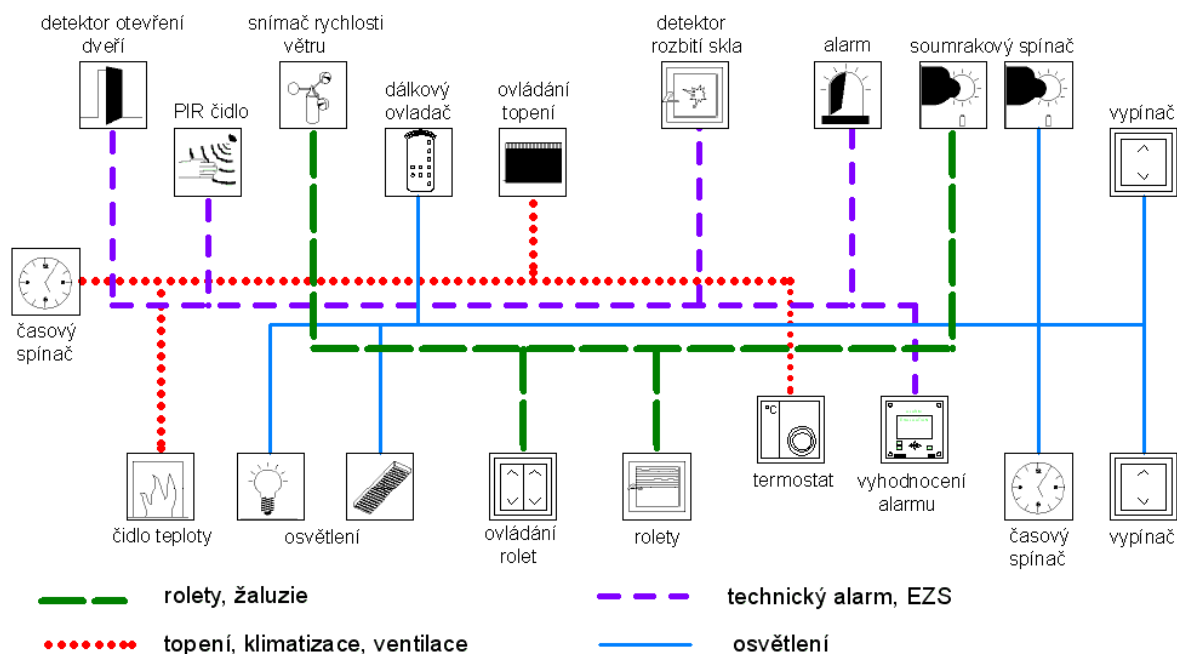 detektor otevření
dveří
snímač rychlosti
větru
detektor
rozbití skla
alarm
soumrakový spínač
PIR čidlo
dálkový
ovladač
ovládání
topení
vypínač
časový
spínač
°C
čidlo teploty
osvětlení
ovládání
rolet
rolety
termostat
vyhodnocení
alarmu
časový
spínač
vypínač
rolety, žaluzie
technický alarm, EZS
topení, klimatizace, ventilace
osvětlení